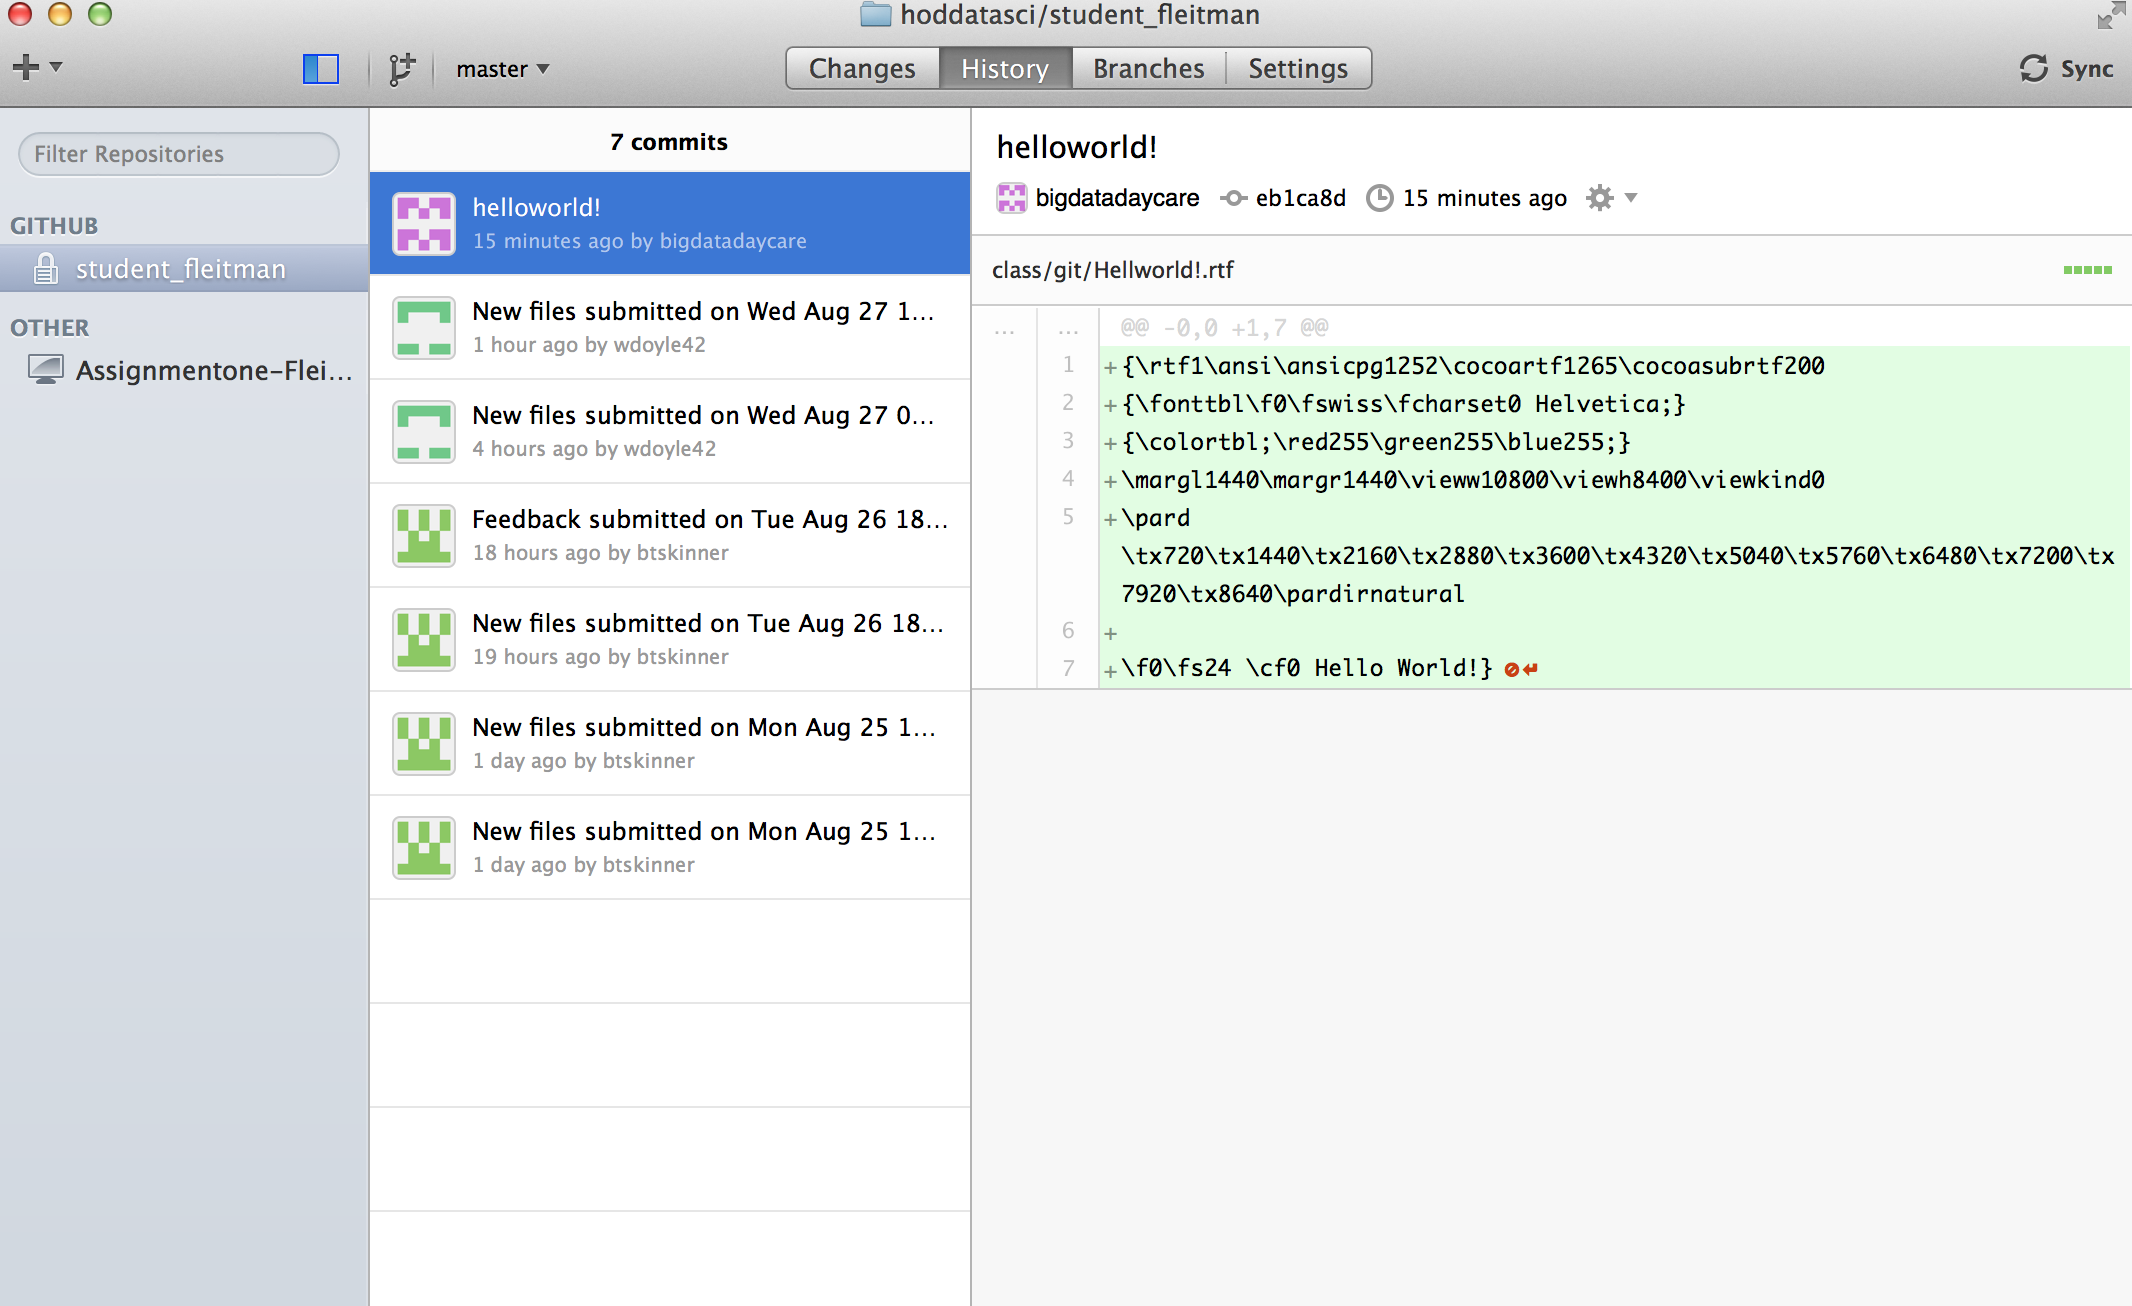 hoddatasci/student_fleitman
master
Changes
History
Branches
Settings
Sync
Filter Repositories
GITHUB
student_fleitman
OTHER
Assignmentone-Flei...
7 commits
helloworld!
15 minutes ago by bigdatadaycare
New files submitted on Wed Aug 27 1...
1 hour ago by wdoyle42
New files submitted on Wed Aug 27 0...
4 hours ago by wdoyle42
Feedback submitted on Tue Aug 26 18...
18 hours ago by btskinner
New files submitted on Tue Aug 26 18...
19 hours ago by btskinner
New files submitted on Mon Aug 25 1...
1 day ago by btskinner
New files submitted on Mon Aug 25 1...
1 day ago by btskinner
helloworld!
bigdatadaycare eb1ca8d 15 minutes ago
class/git/Hellworld!.rtf
... ... @@ -0,0 +1,7 @@
1 +{\rtf1\ansi\ansicpg1252\cocoartf1265\cocoasubrtf200
2 +{\fonttbl\f0\fswiss\fcharset0 Helvetica;}
3 +{\colortbl;\red255\green255\blue255;}
4 +\margl1440\margr1440\vieww10800\viewh8400\viewkind0
5 +\pard
\tx720\tx1440\tx2160\tx2880\tx3600\tx4320\tx5040\tx5760\tx6480\tx7200\tx
7920\tx8640\pardirnatural
6 +
7 +\f0\fs24 \cf0 Hello World!}